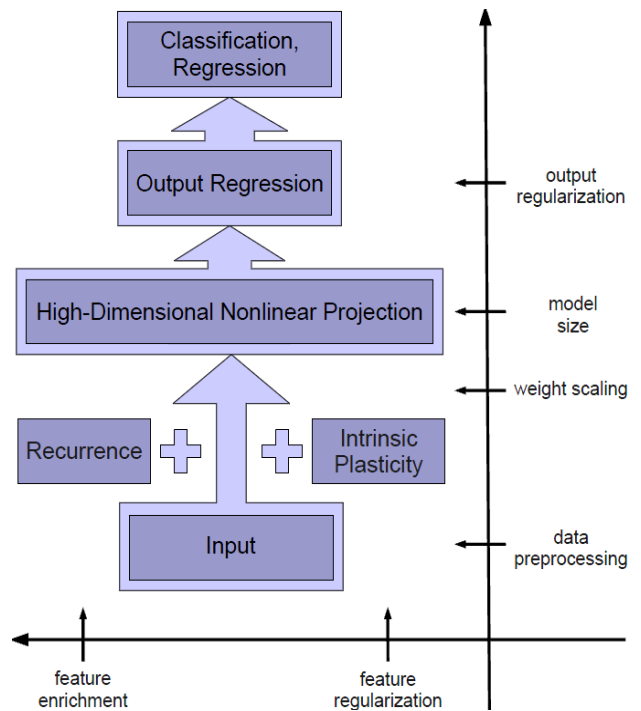 Classification,
Regression
Output Regression
output
regularization
High-Dimensional Nonlinear Projection
model
size
weight scaling
Recurrence
Intrinsic
Plasticity
Input
data
preprocessing
feature
enrichment
feature
regularization